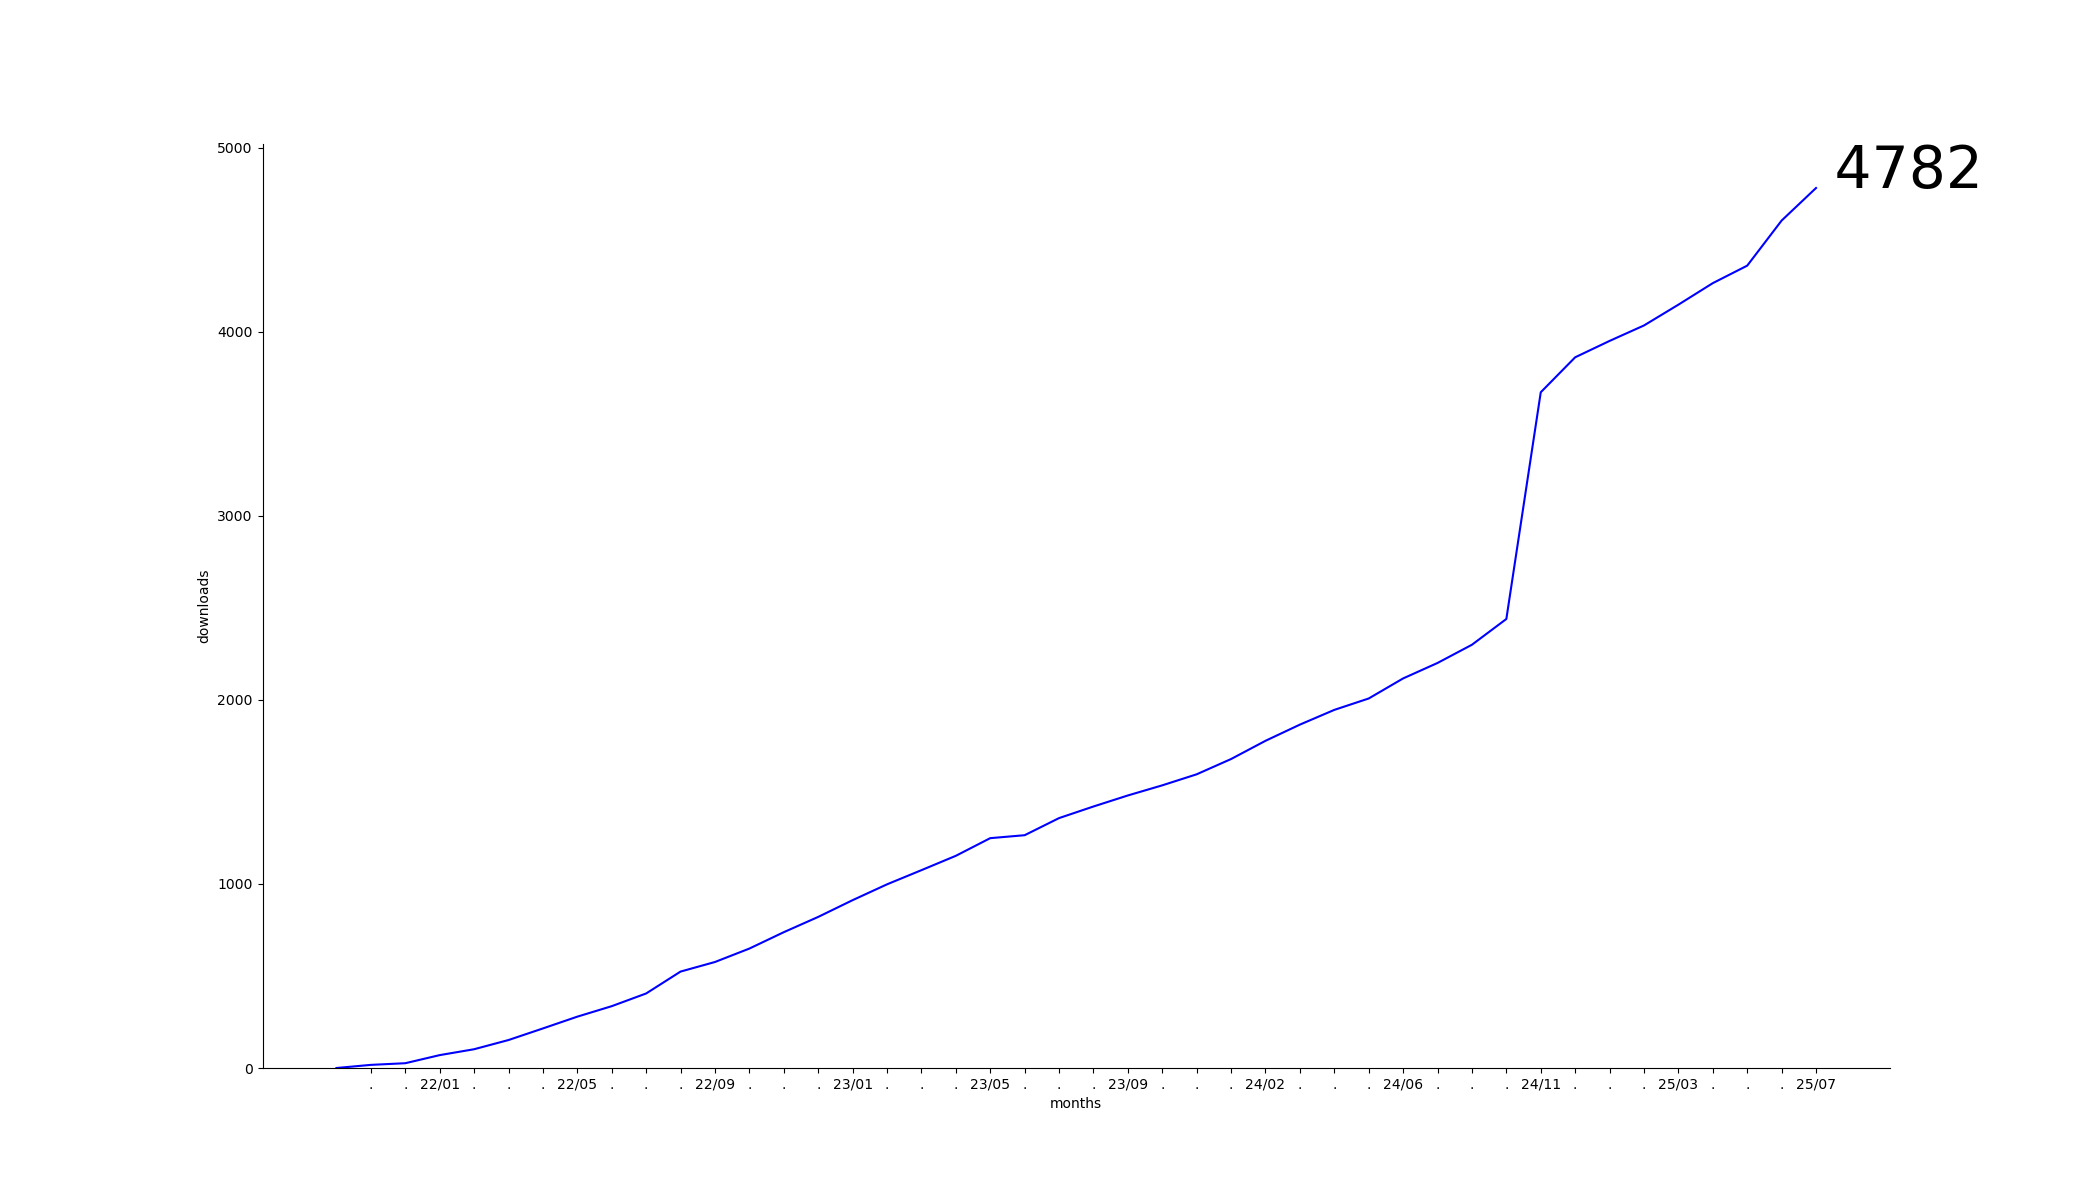 4782
5000
4000
3000
2000
1000
0
downloads
. . 22/01 . . . 22/05 . . . 22/09 . . . 23/01 . . . 23/05 . . . 23/09 . . . 24/02 . . . 24/06 . . . 24/11 . . . 25/03 . . . 25/07
months